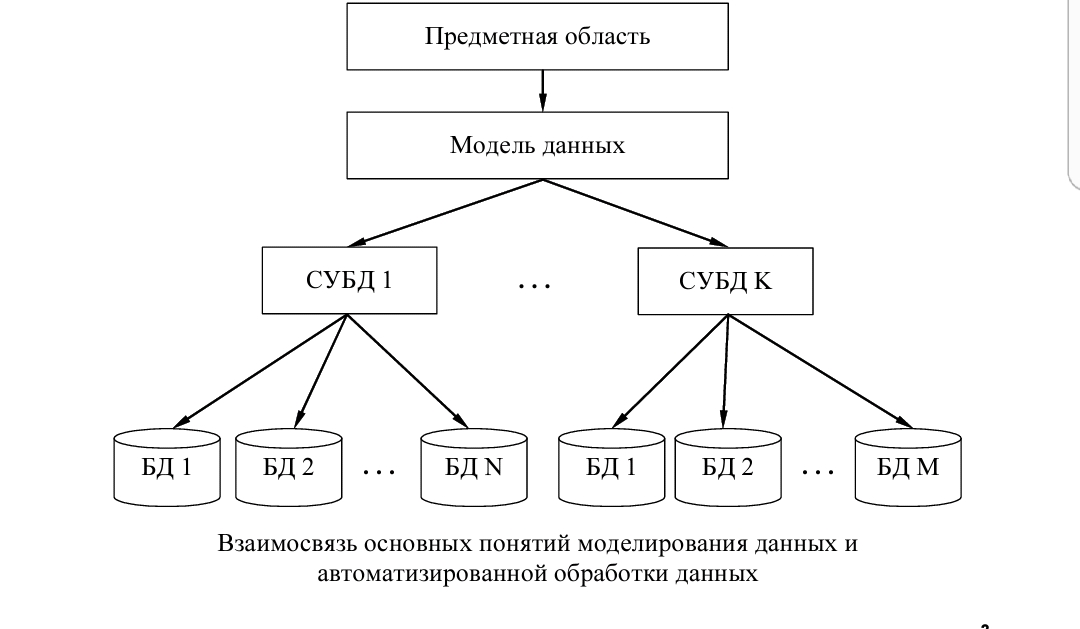 Предметная область
Модель данных
СУБД 1 ... СУБД K
БД 1 БД 2 ... БД N БД 1 БД 2 ... БД M
Взаимосвязь основных понятий моделирования данных и
автоматизированной обработки данных